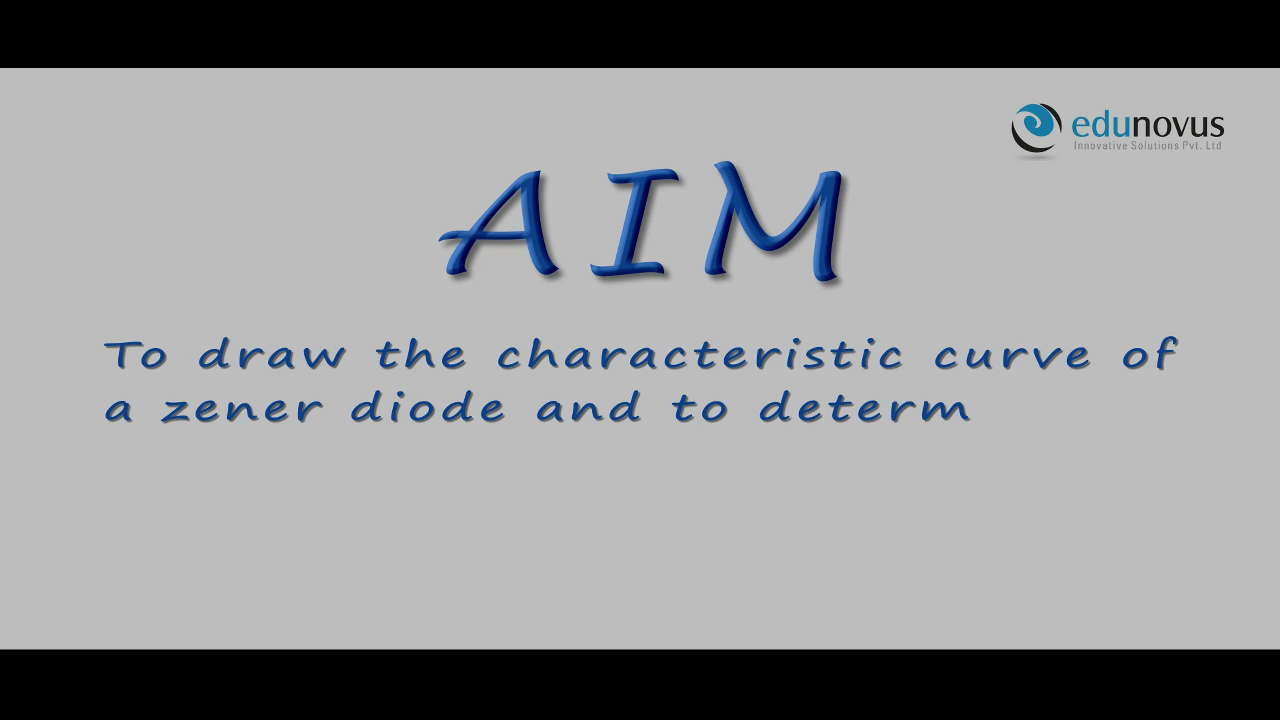 edunovus
Innovative Solutions Pvt. Ltd
AIM
To draw the characteristic curve of
a zener diode and to determ